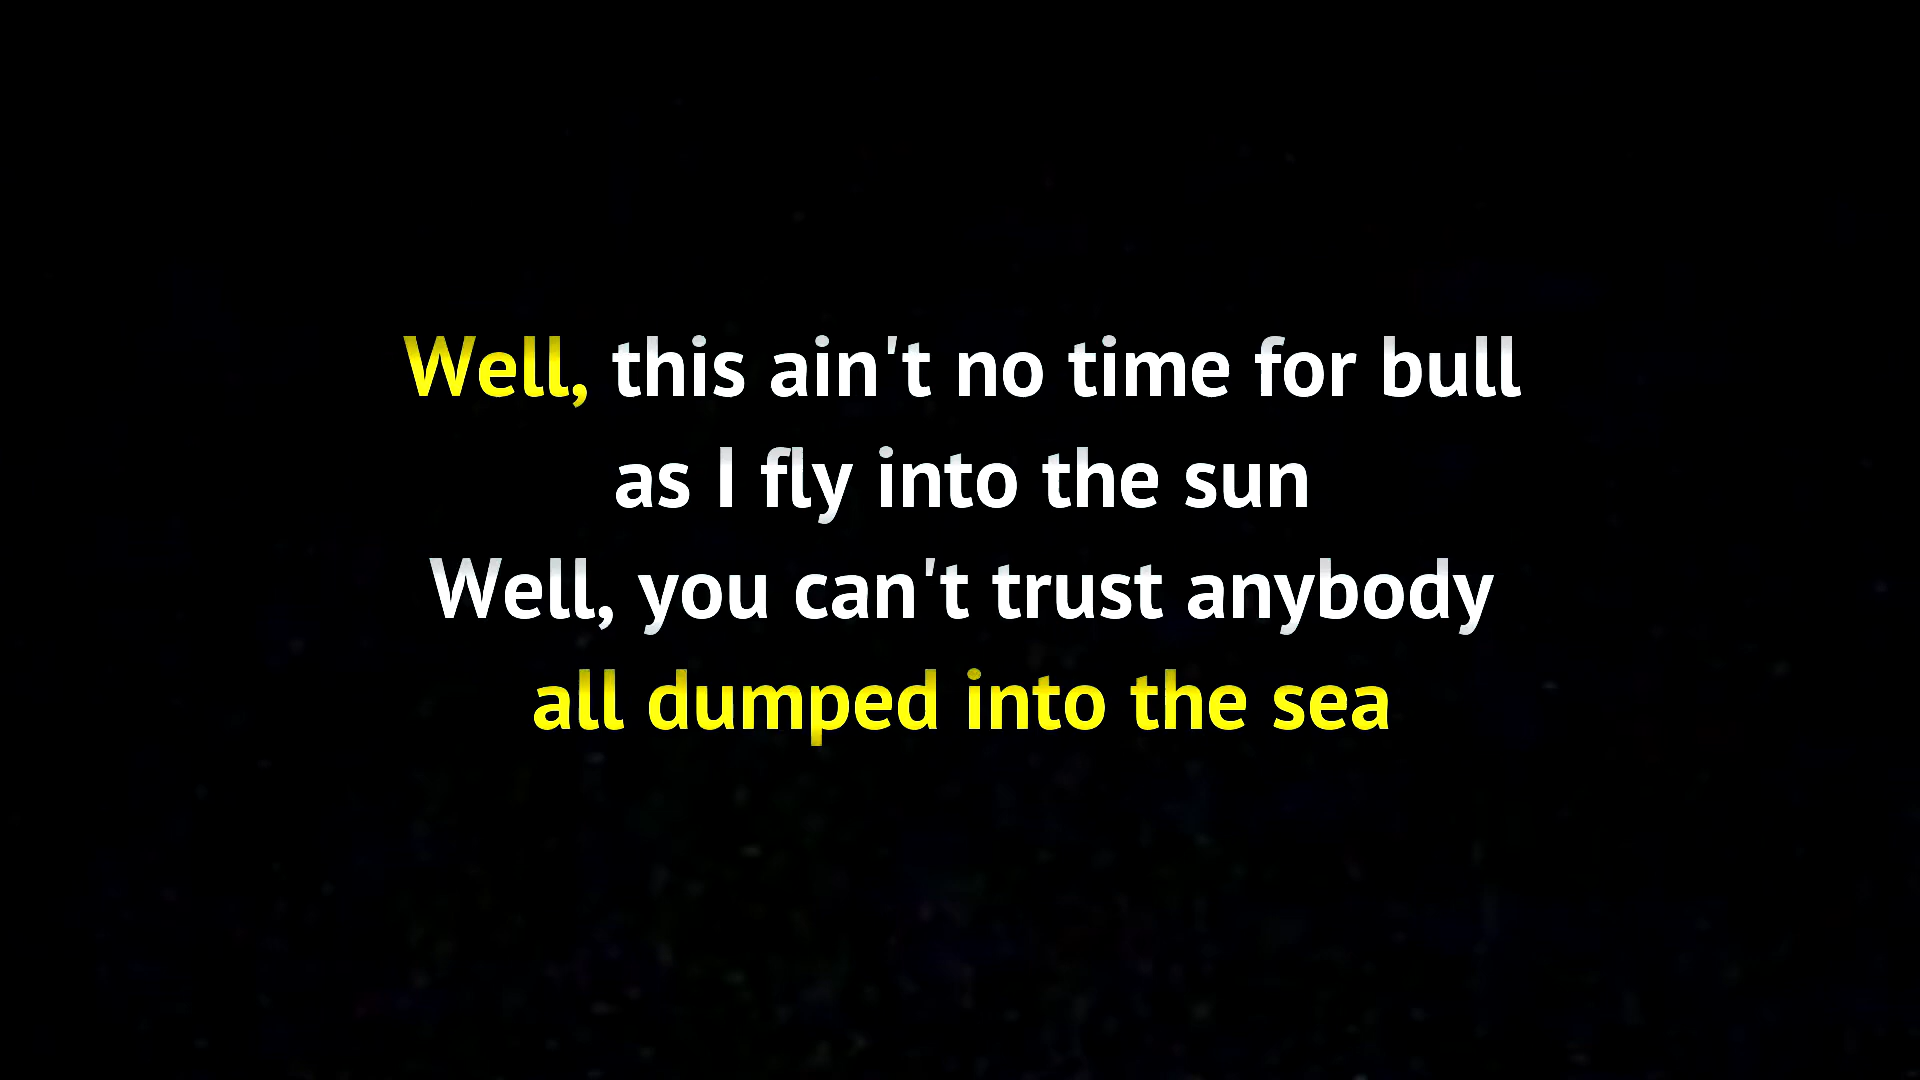 Well, this ain't no time for bull
as I fly into the sun
Well, you can't trust anybody
all dumped into the sea